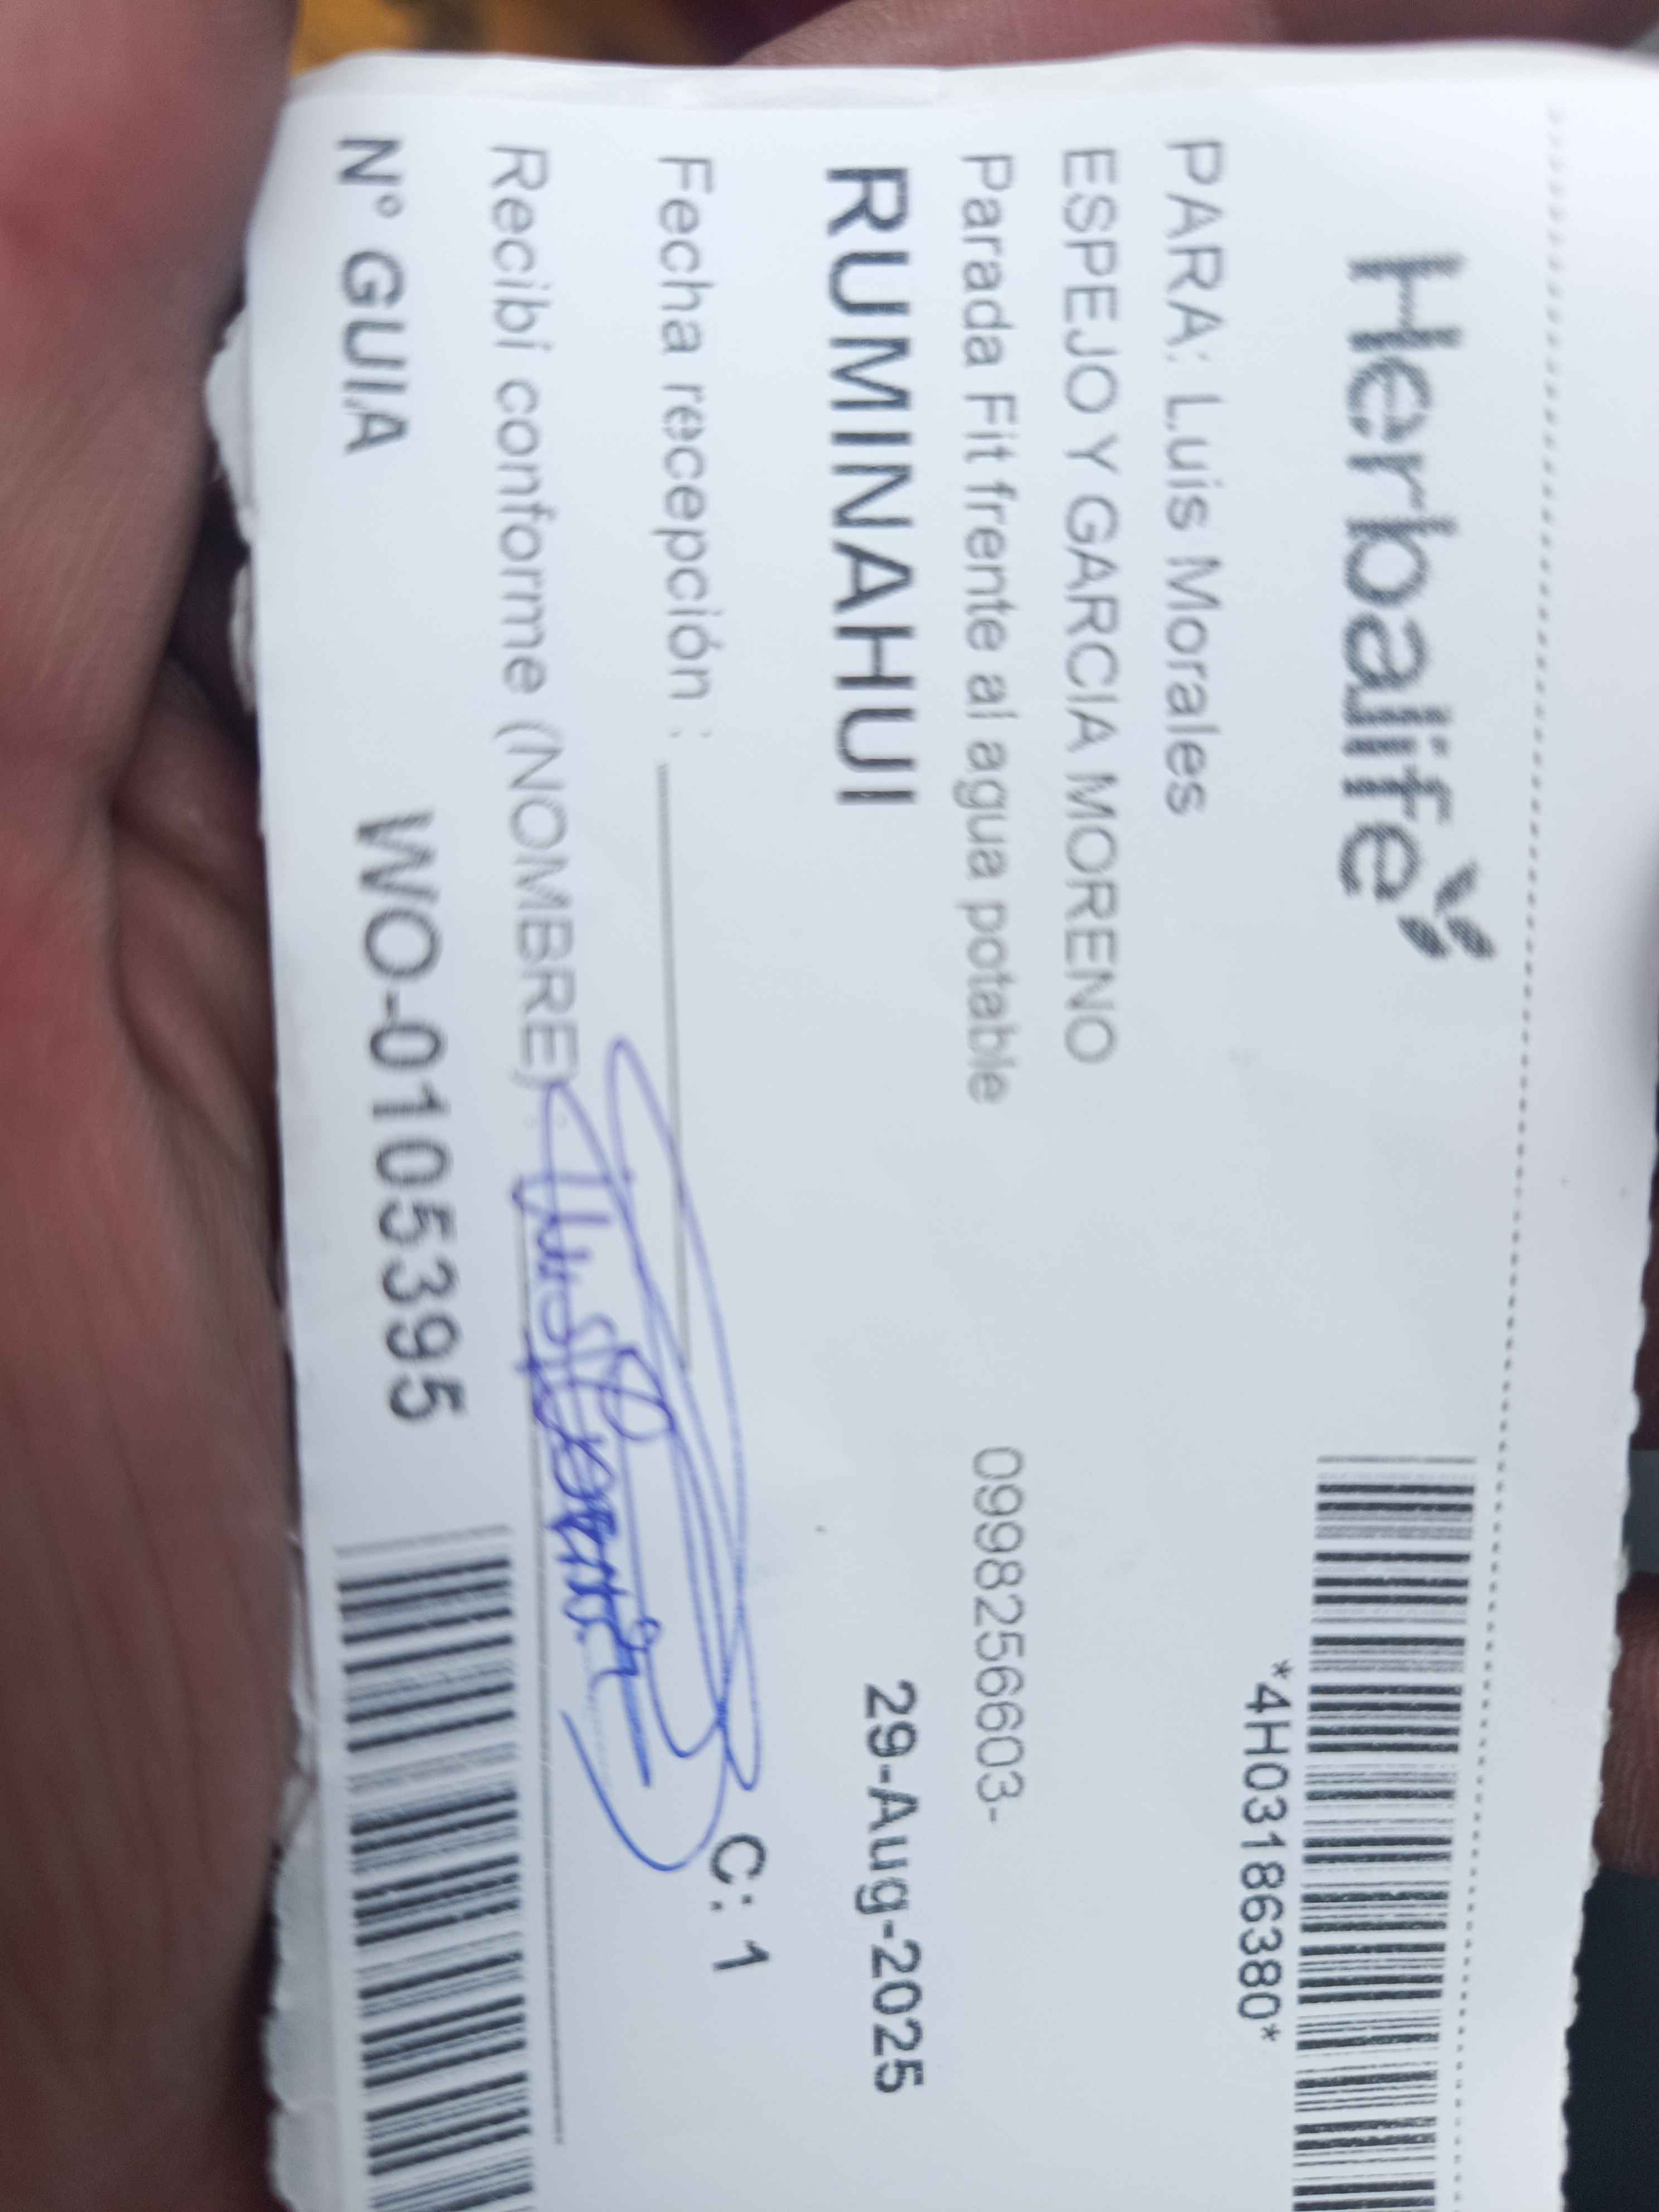 Herbalife
*4H03186380*
PARA: Luis Morales
ESPEJO Y GARCIA MORENO
Parada Fit frente al agua potable 0998256603-
RUMINAHUI 29-Aug-2025
Fecha recepción :
C: 1
Recibí conforme (NOMBRE):
N° GUIA WO-01053395